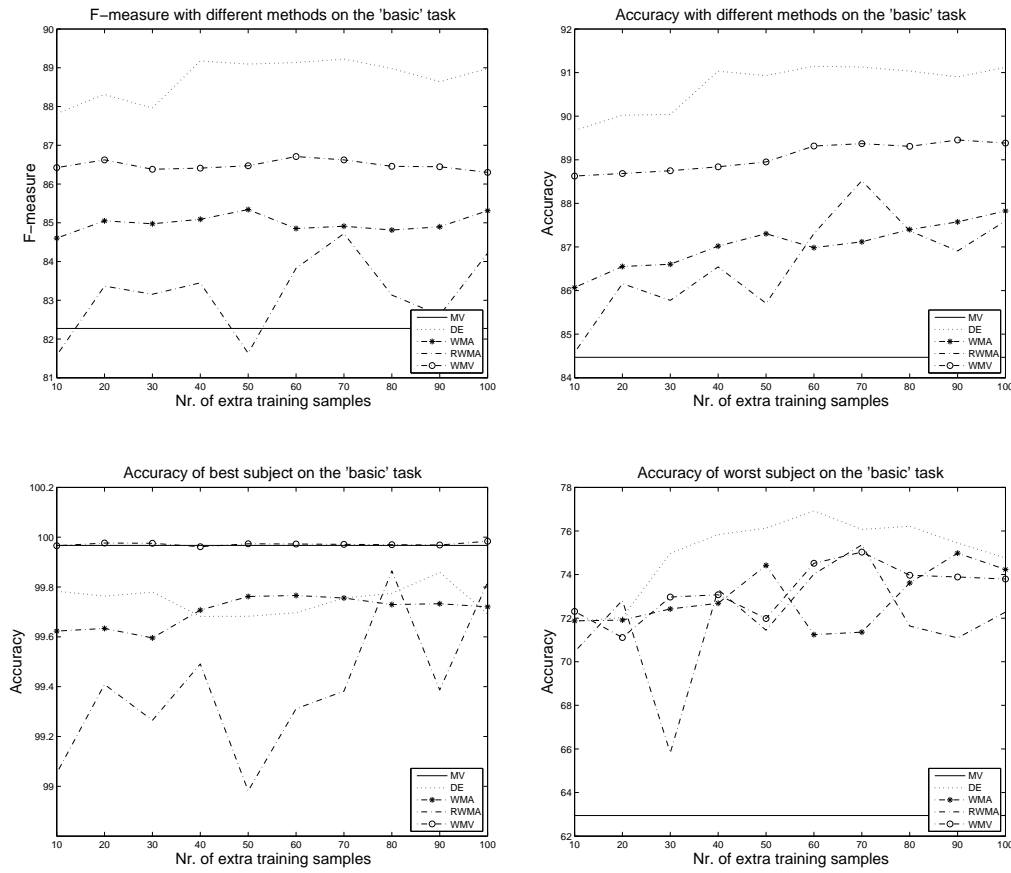 F−measure with different methods on the 'basic' task
90
89
88
87
86
85
84
83
82
81
F−measure
10 20 30 40 50 60 70 80 90 100
Nr. of extra training samples
MV
DE
WMA
RWMA
WMV
Accuracy with different methods on the 'basic' task
92
91
90
89
88
87
86
85
84
Accuracy
10 20 30 40 50 60 70 80 90 100
Nr. of extra training samples
MV
DE
WMA
RWMA
WMV
Accuracy of best subject on the 'basic' task
100.2
100
99.8
99.6
99.4
99.2
99
Accuracy
10 20 30 40 50 60 70 80 90 100
Nr. of extra training samples
MV
DE
WMA
RWMA
WMV
Accuracy of worst subject on the 'basic' task
78
76
74
72
70
68
66
64
62
Accuracy
10 20 30 40 50 60 70 80 90 100
Nr. of extra training samples
MV
DE
WMA
RWMA
WMV